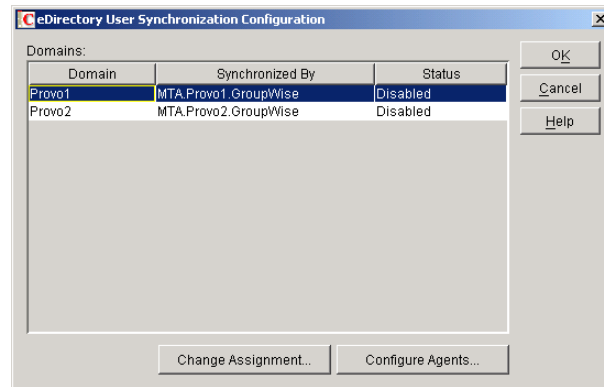 eDirectory User Synchronization Configuration
Domains:
Domain Synchronized By Status
Provo1 MTA.Provo1.GroupWise Disabled
Provo2 MTA.Provo2.GroupWise Disabled
OK
Cancel
Help
Change Assignment... Configure Agents...